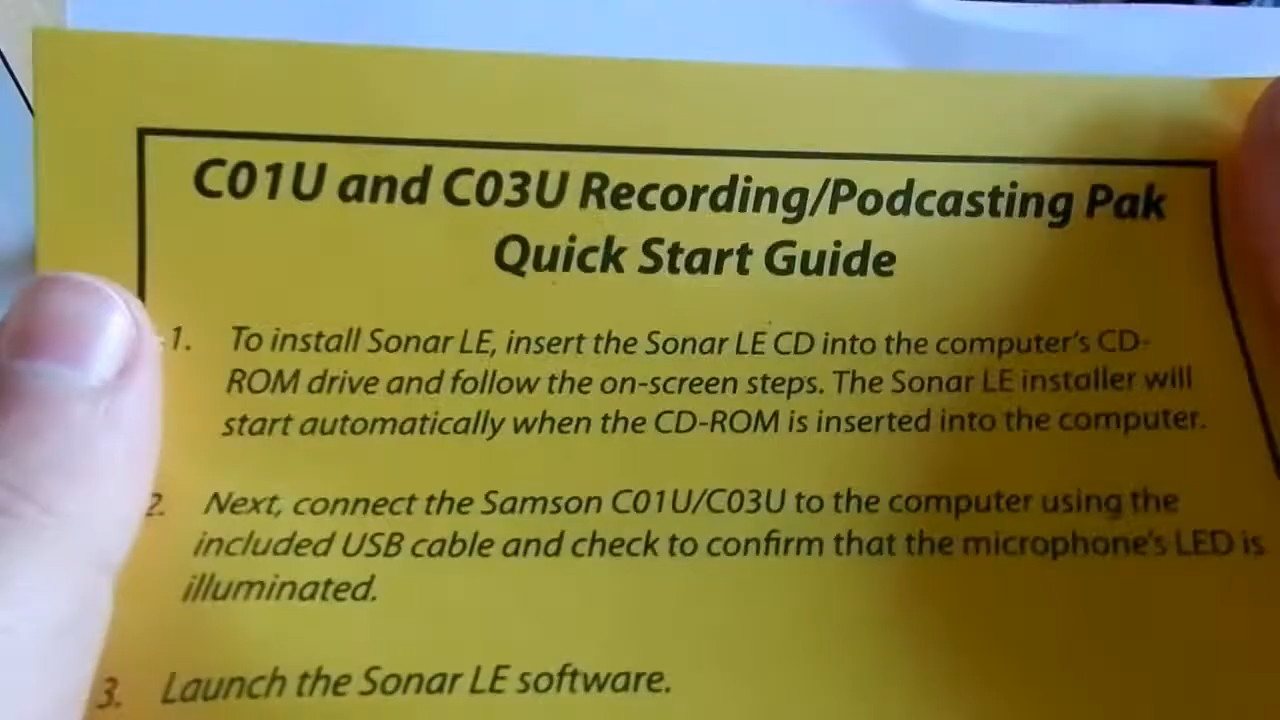 C01U and C03U Recording/Podcasting Pak
Quick Start Guide
1. To install Sonar LE, insert the Sonar LE CD into the computer's CD-
ROM drive and follow the on-screen steps. The Sonar LE installer will
start automatically when the CD-ROM is inserted into the computer.
2. Next, connect the Samson C01U/C03U to the computer using the
included USB cable and check to confirm that the microphone's LED is
illuminated.
3. Launch the Sonar LE software.